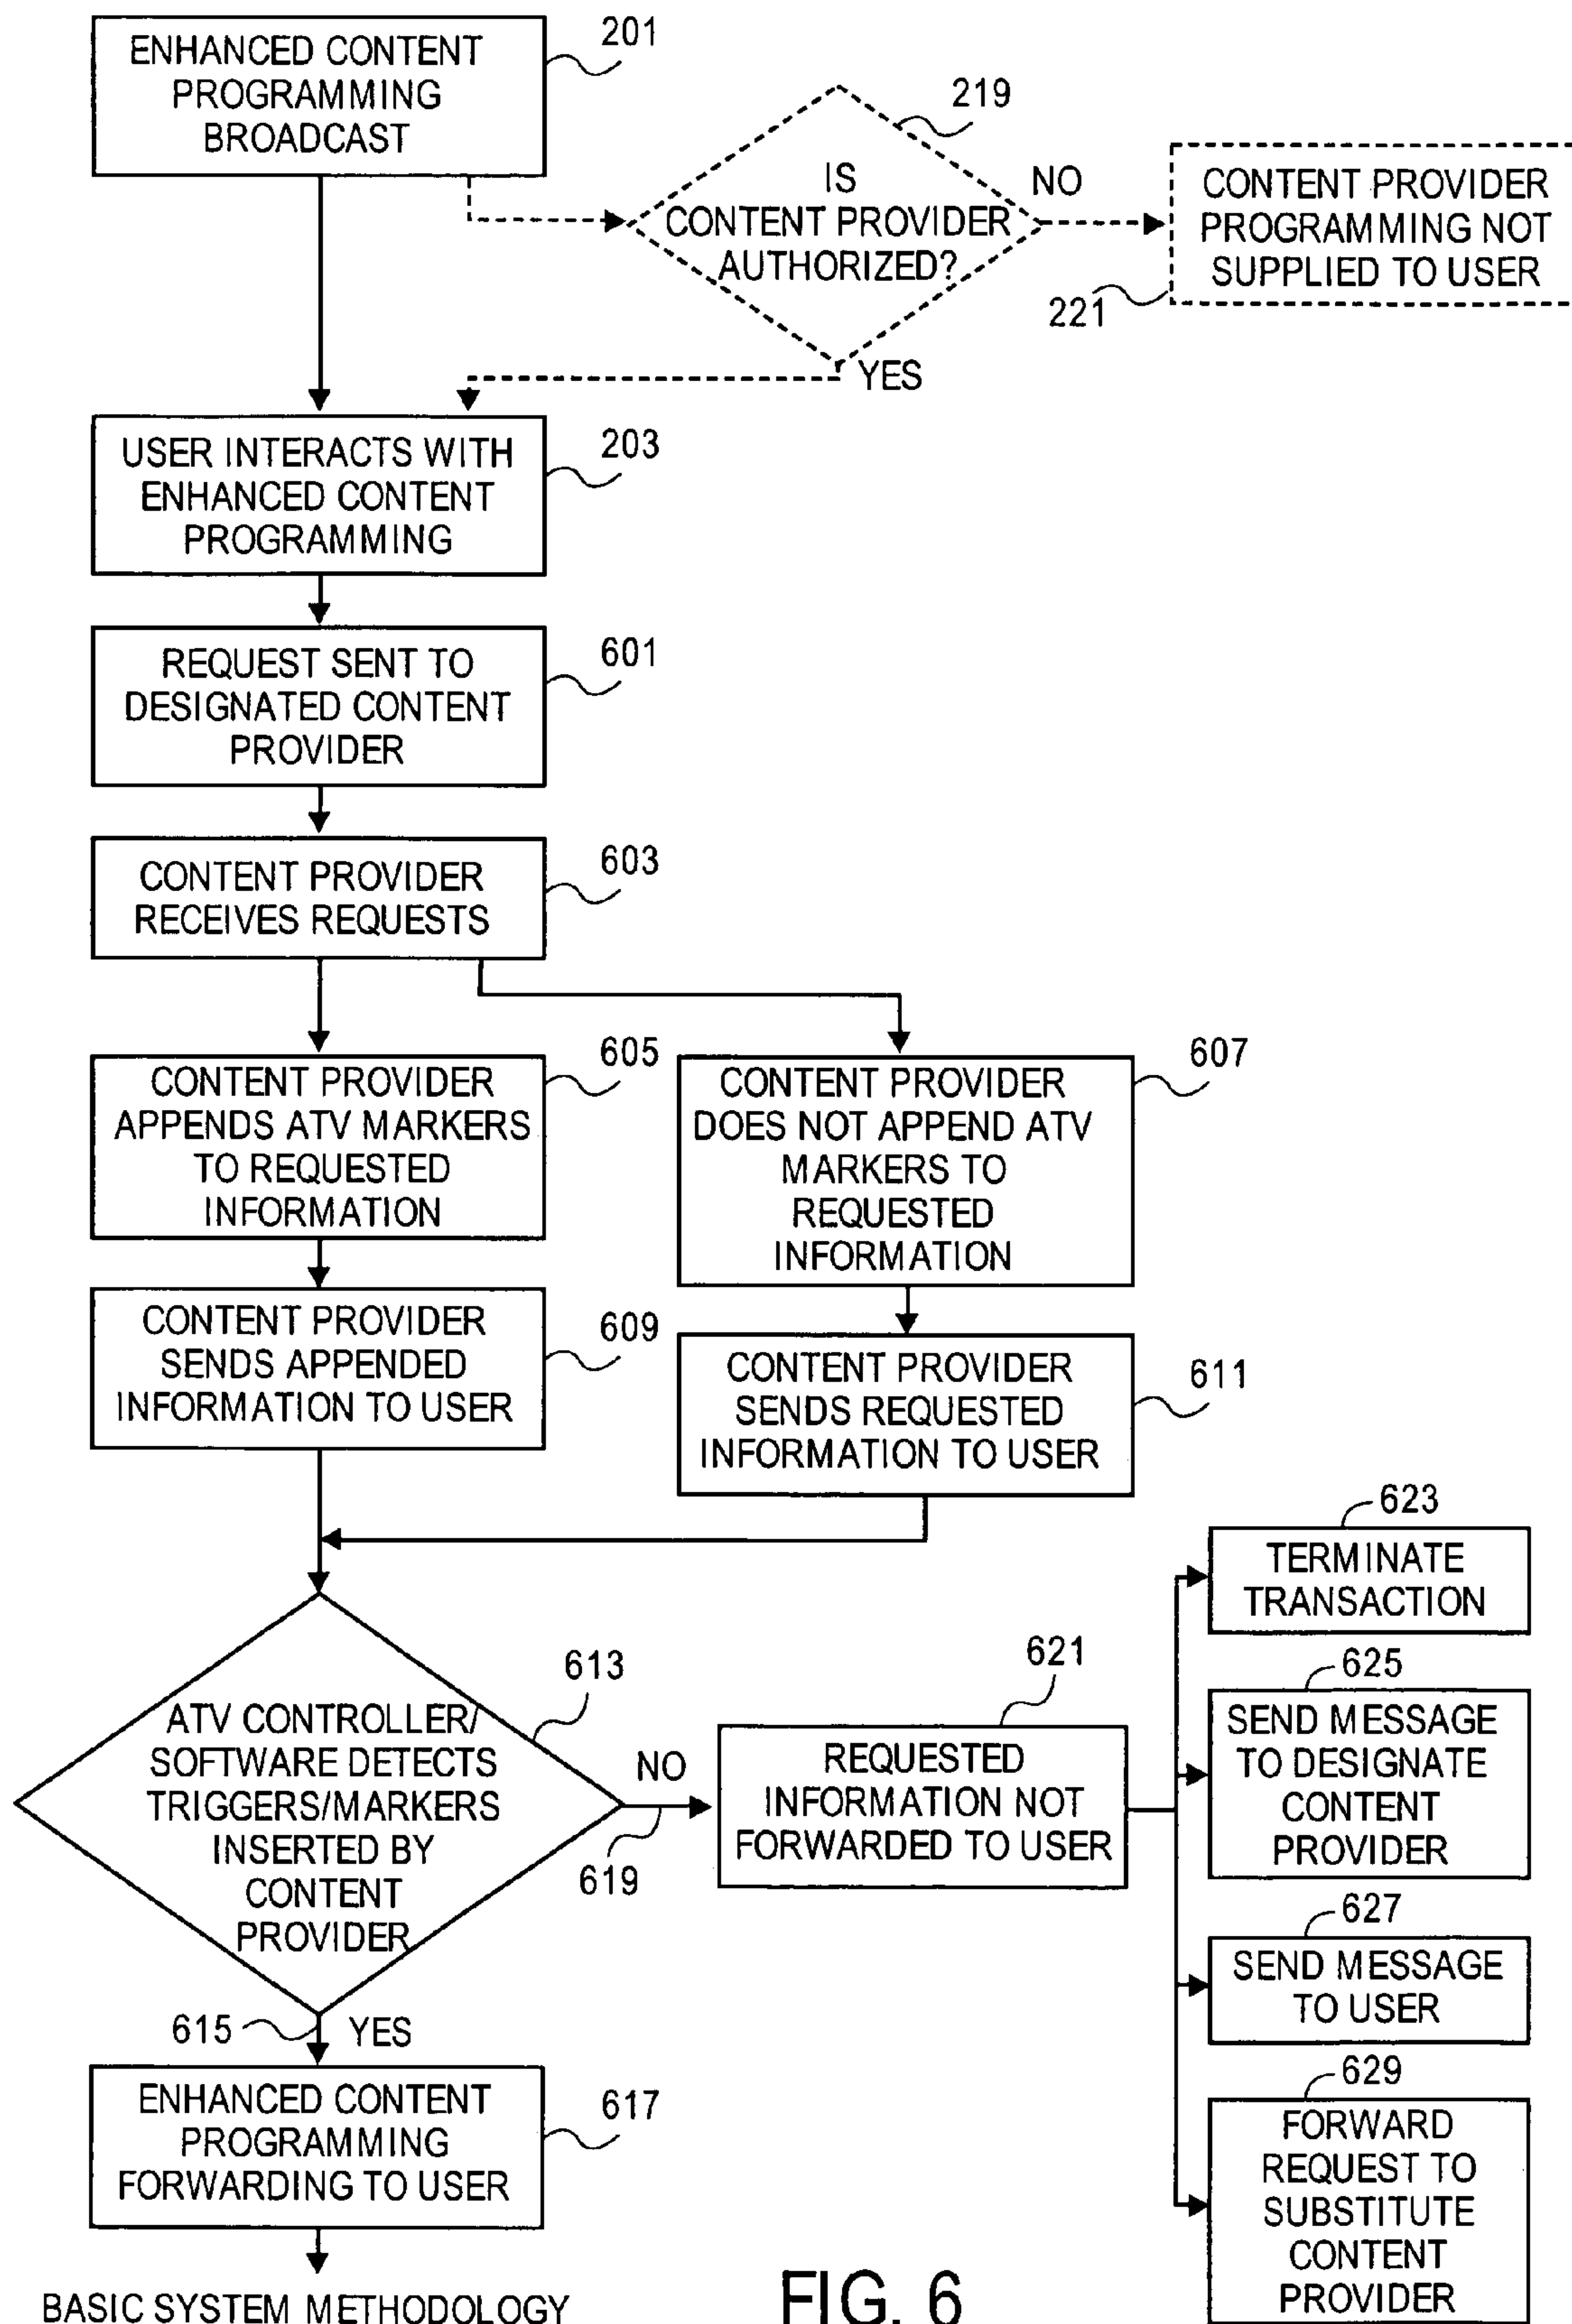 ENHANCED CONTENT
PROGRAMMING
BROADCAST
201
219
IS
CONTENT PROVIDER
AUTHORIZED?
NO
CONTENT PROVIDER
PROGRAMMING NOT
SUPPLIED TO USER
221
YES
USER INTERACTS WITH
ENHANCED CONTENT
PROGRAMMING
203
REQUEST SENT TO
DESIGNATED CONTENT
PROVIDER
601
CONTENT PROVIDER
RECEIVES REQUESTS
603
CONTENT PROVIDER
APPENDS ATV MARKERS
TO REQUESTED
INFORMATION
605
CONTENT PROVIDER
DOES NOT APPEND ATV
MARKERS TO
REQUESTED
INFORMATION
607
CONTENT PROVIDER
SENDS APPENDED
INFORMATION TO USER
609
CONTENT PROVIDER
SENDS REQUESTED
INFORMATION TO USER
611
ATV CONTROLLER/
SOFTWARE DETECTS
TRIGGERS/MARKERS
INSERTED BY
CONTENT
PROVIDER
613
NO
619
REQUESTED
INFORMATION NOT
FORWARDED TO USER
621
TERMINATE
TRANSACTION
623
SEND MESSAGE
TO DESIGNATE
CONTENT
PROVIDER
625
SEND MESSAGE
TO USER
627
FORWARD
REQUEST TO
SUBSTITUTE
CONTENT
PROVIDER
629
615
YES
ENHANCED CONTENT
PROGRAMMING
FORWARDING TO USER
617
BASIC SYSTEM METHODOLOGY
FIG. 6